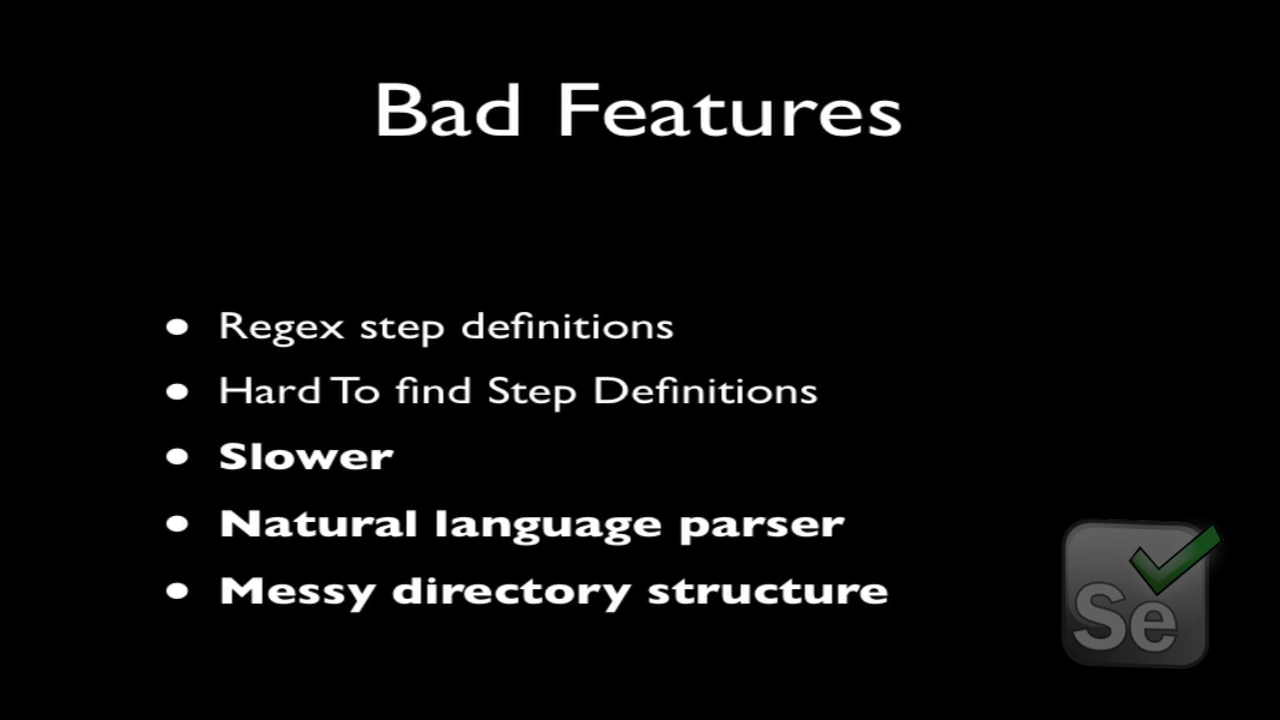 Bad Features
• Regex step definitions
• Hard To find Step Definitions
• Slower
• Natural language parser
• Messy directory structure
Se